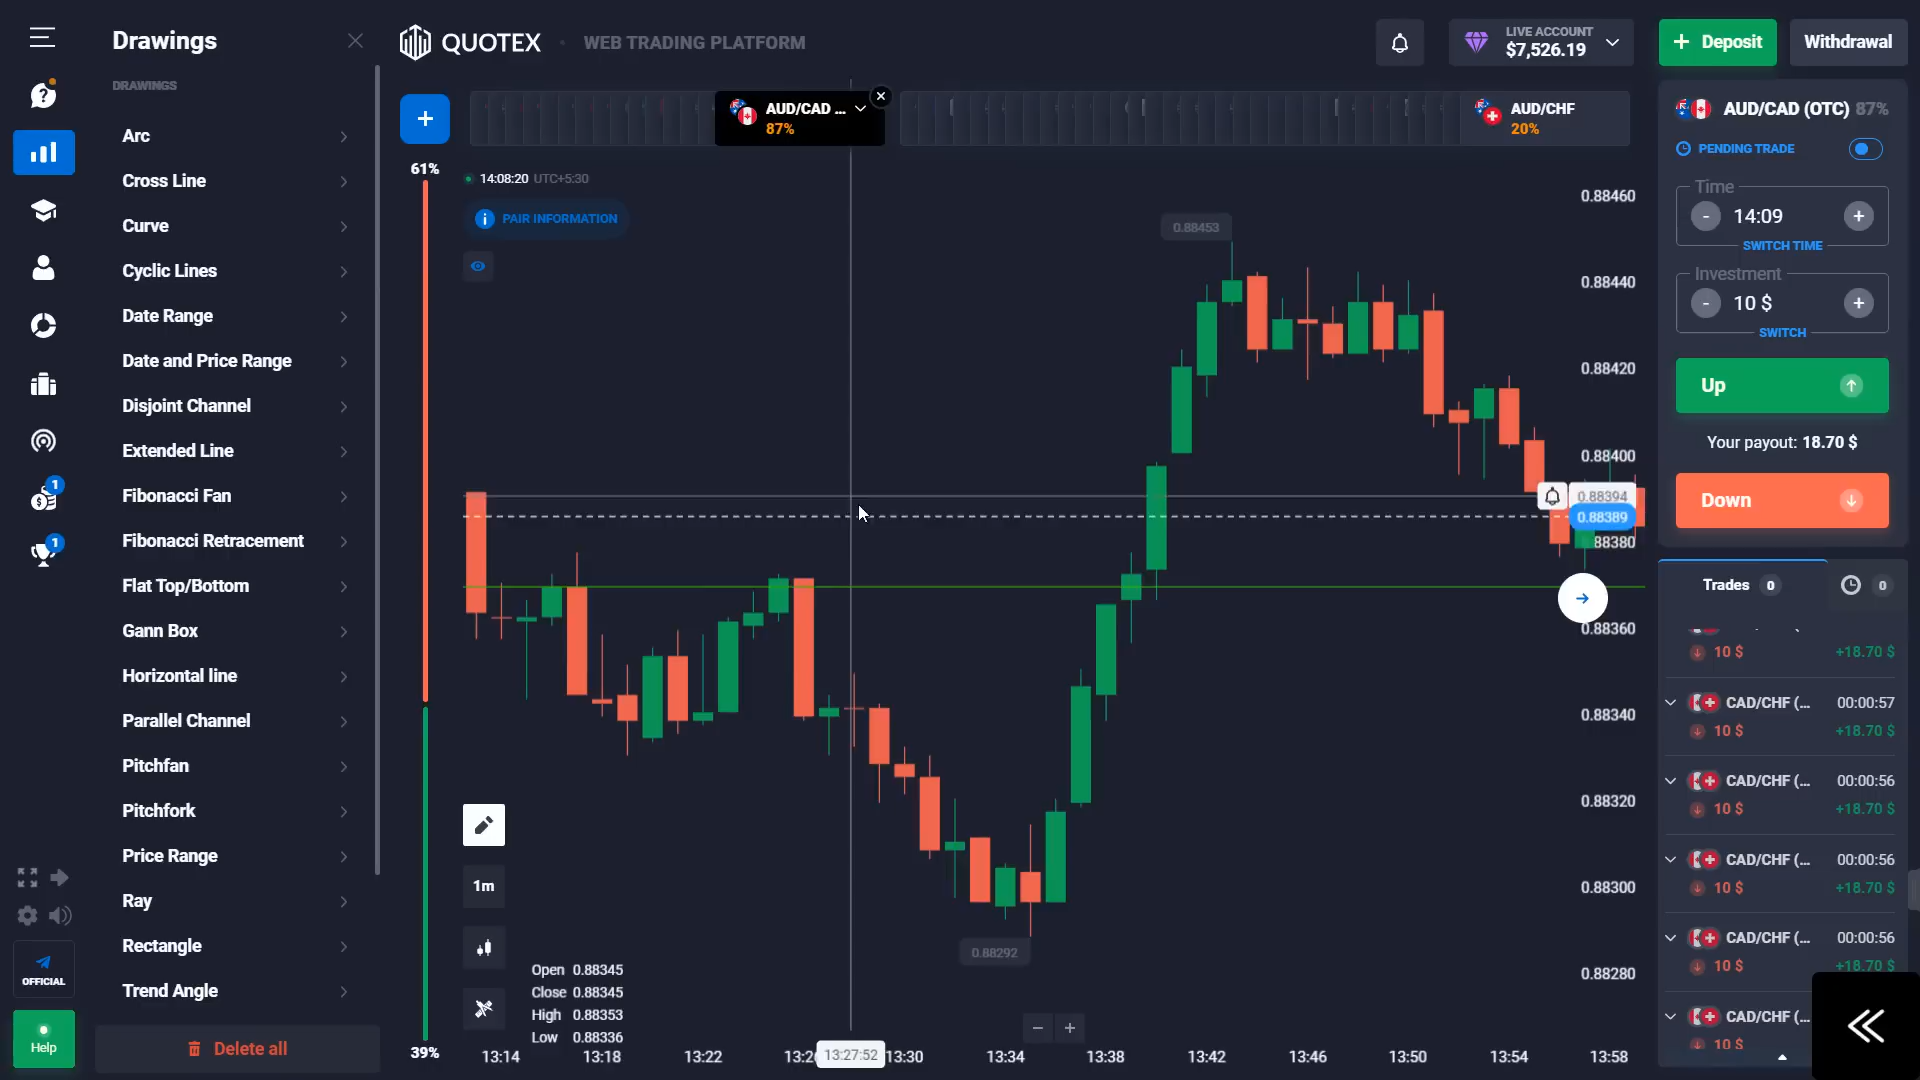 Drawings
DRAWINGS
Arc
Cross Line
Curve
Cyclic Lines
Date Range
Date and Price Range
Disjoint Channel
Extended Line
Fibonacci Fan
Fibonacci Retracement
Flat Top/Bottom
Gann Box
Horizontal line
Parallel Channel
Pitchfan
Pitchfork
Price Range
Ray
Rectangle
Trend Angle
Delete all
1
1
OFFICIAL
Help
QUOTEX
WEB TRADING PLATFORM
LIVE ACCOUNT
$7,526.19
Deposit
Withdrawal
AUD/CAD ...
87%
AUD/CHF
20%
61%
39%
14:08:20 UTC+5:30
PAIR INFORMATION
0.88453
0.88292
1m
Open 0.88345
Close 0.88345
High 0.88353
Low 0.88336
0.88460
0.88440
0.88420
0.88400
0.88394
0.88389
0.88380
0.88360
0.88340
0.88320
0.88300
0.88280
13:14
13:18
13:22
13:27:52
13:30
13:34
13:38
13:42
13:46
13:50
13:54
13:58
AUD/CAD (OTC) 87%
PENDING TRADE
Time
- 14:09 +
SWITCH TIME
Investment
- 10 $ +
SWITCH
Up
Your payout: 18.70 $
Down
Trades 0
0
10 $ +18.70 $
CAD/CHF (... 00:00:57
10 $ +18.70 $
CAD/CHF (... 00:00:56
10 $ +18.70 $
CAD/CHF (... 00:00:56
10 $ +18.70 $
CAD/CHF (... 00:00:56
10 $ +18.70 $
CAD/CHF (...
10 $